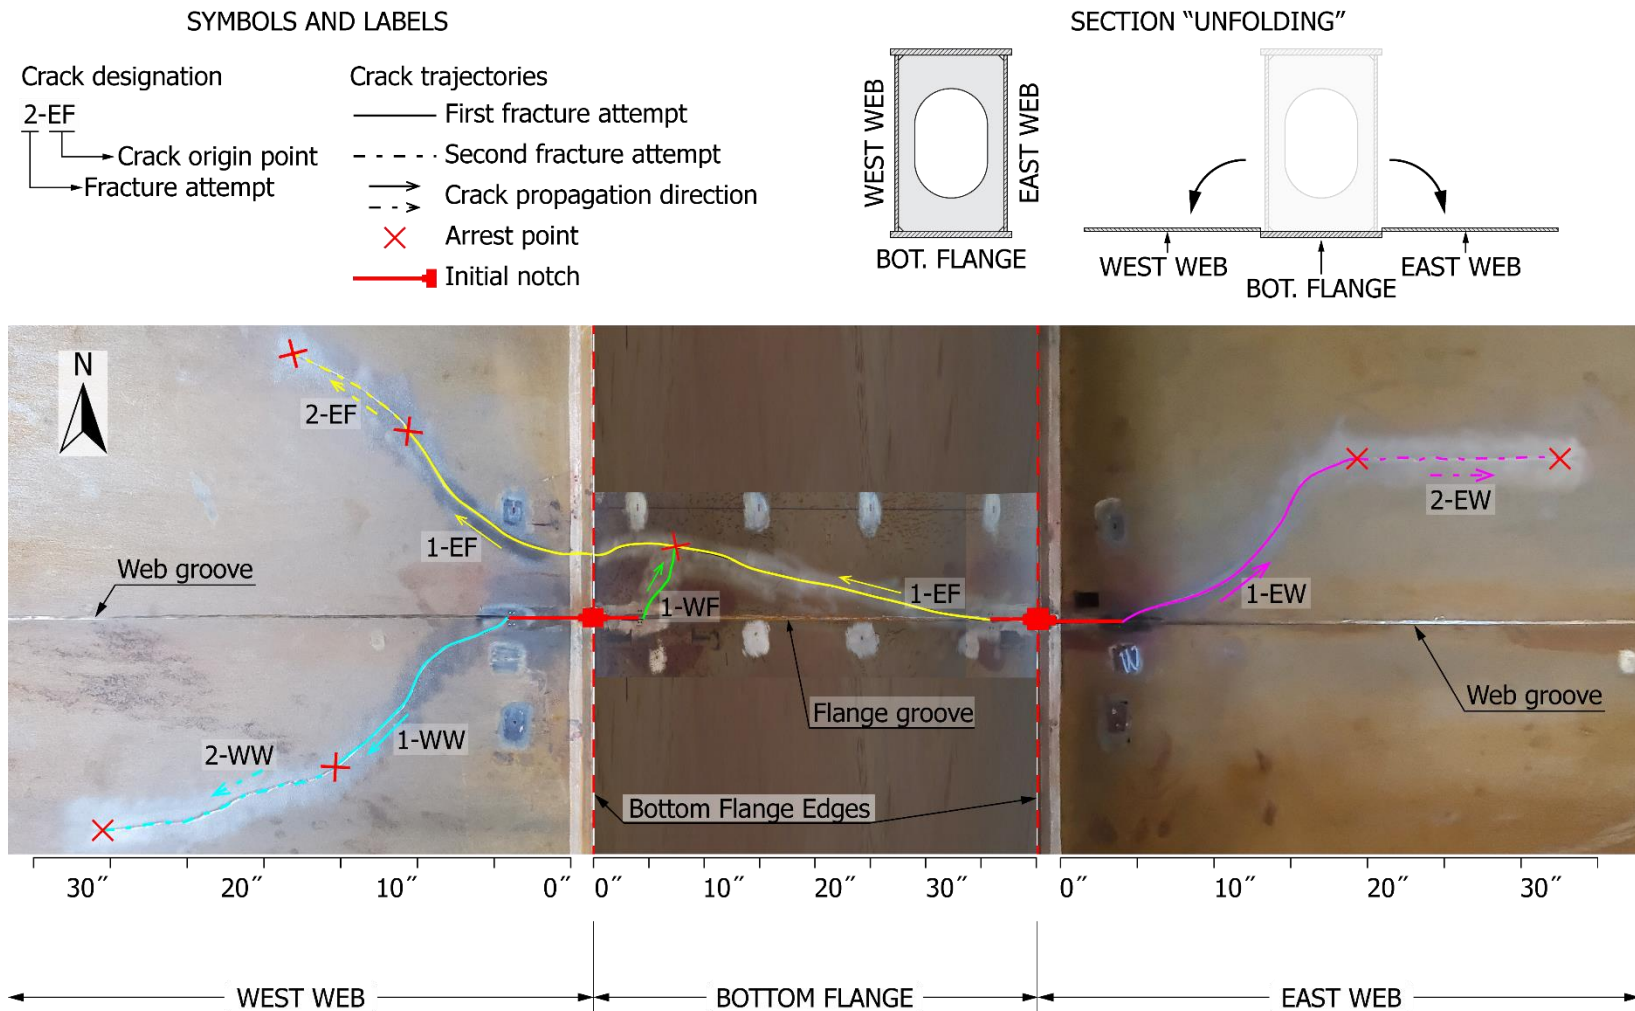 SYMBOLS AND LABELS
Crack designation
2-EF
Crack origin point
Fracture attempt
Crack trajectories
First fracture attempt
Second fracture attempt
Crack propagation direction
Arrest point
Initial notch
SECTION “UNFOLDING”
WEST WEB
EAST WEB
BOT. FLANGE
WEST WEB
BOT. FLANGE
EAST WEB
N
2-EF
1-EF
Web groove
1-WF
1-EF
2-EW
1-EW
W
Web groove
Flange groove
2-WW
1-WW
Bottom Flange Edges
30″ 20″ 10″ 0″ 0″ 10″ 20″ 30″ 0″ 10″ 20″ 30″
WEST WEB BOTTOM FLANGE EAST WEB